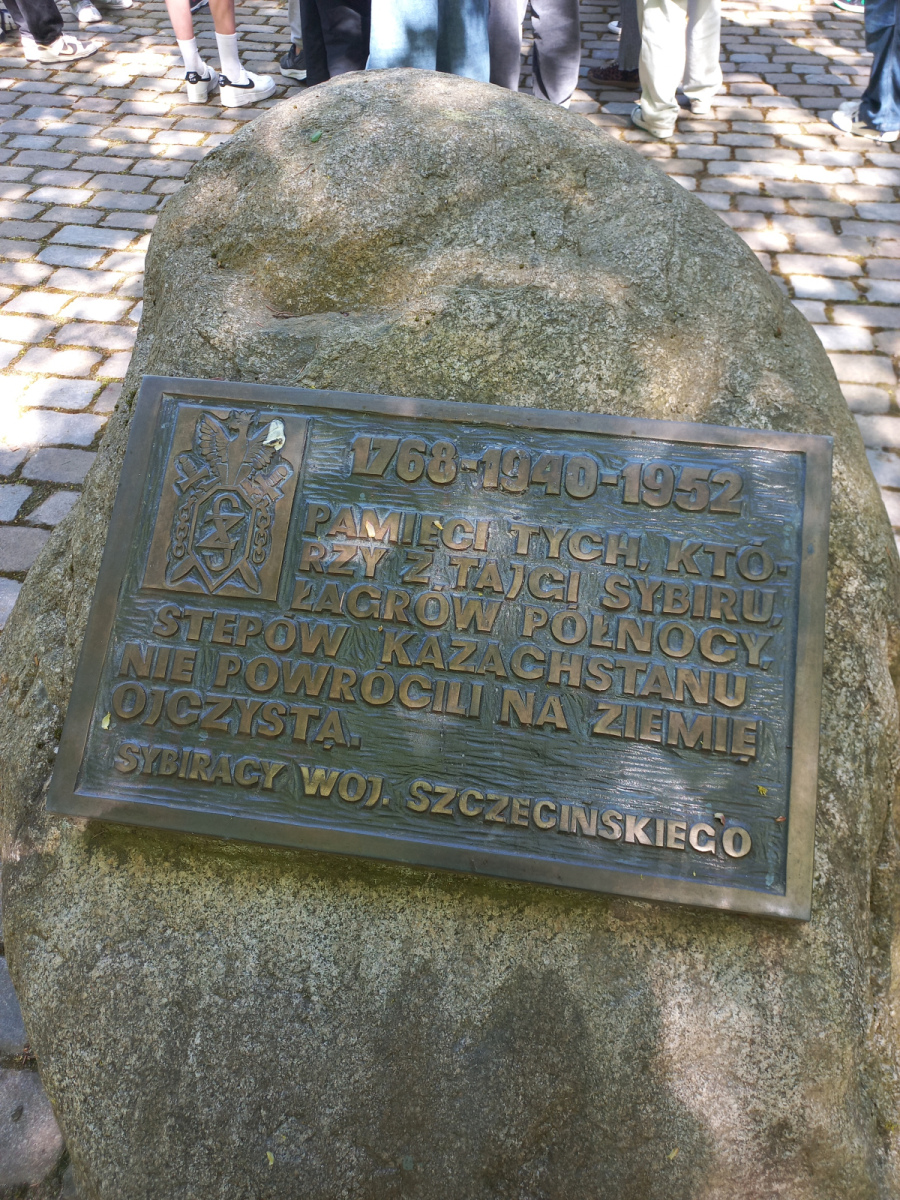 1768-1940-1952
PAMIĘCI TYCH, KTÓ-
RZY Z TAJGI SYBIRU,
ŁAGRÓW PÓŁNOCY,
STEPÓW KAZACHSTANU
NIE POWRÓCILI NA ZIEMIĘ
OJCZYSTĄ.
SYBIRACY WOJ. SZCZECIŃSKIEGO